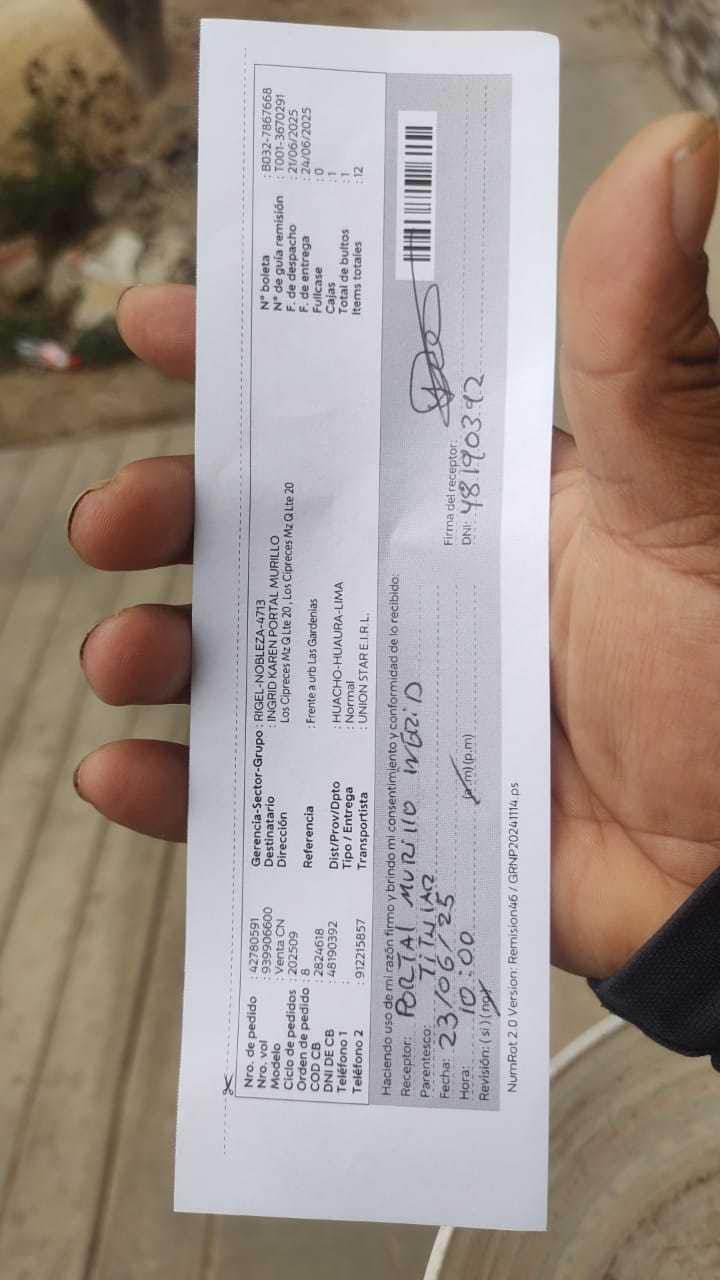 Nro. de pedido : 42780591
Nro. vol : 939906600
Modelo : Venta CN
Ciclo de pedidos : 202509
Orden de pedido : 8
COD CB : 2824618
DNI DE CB : 48190392
Teléfono 1 :
Teléfono 2 : 912215857
Gerencia-Sector-Grupo : RIGEL-NOBLEZA-4713
Destinatario : INGRID KAREN PORTAL MURILLO
Dirección : Los Cipreces Mz Q Lte 20 , Los Cipreces Mz Q Lte 20
Referencia : Frente a urb Las Gardenias
Dist/Prov/Dpto : HUACHO-HUAURA-LIMA
Tipo / Entrega : Normal
Transportista : UNION STAR E.I.R.L.
N° boleta : B032-7867668
N° de guía remisión : T001-3670291
F. de despacho : 21/06/2025
F. de entrega : 24/06/2025
Fullcase : 0
Cajas : 1
Total de bultos : 1
Items totales : 12
Haciendo uso de mi razón firmo y brindo mi consentimiento y conformidad de lo recibido:
Receptor: PORTAL MURILLO INGRID
Parentesco: TITULAR
Fecha: 23/06/25
Hora: 10:00 (a.m) (p.m)
Revisión: ( si ) ( no )
Firma del receptor:
DNI: 48190392
NumRot 2.0 Version: Remision46 / GRNP20241114.ps